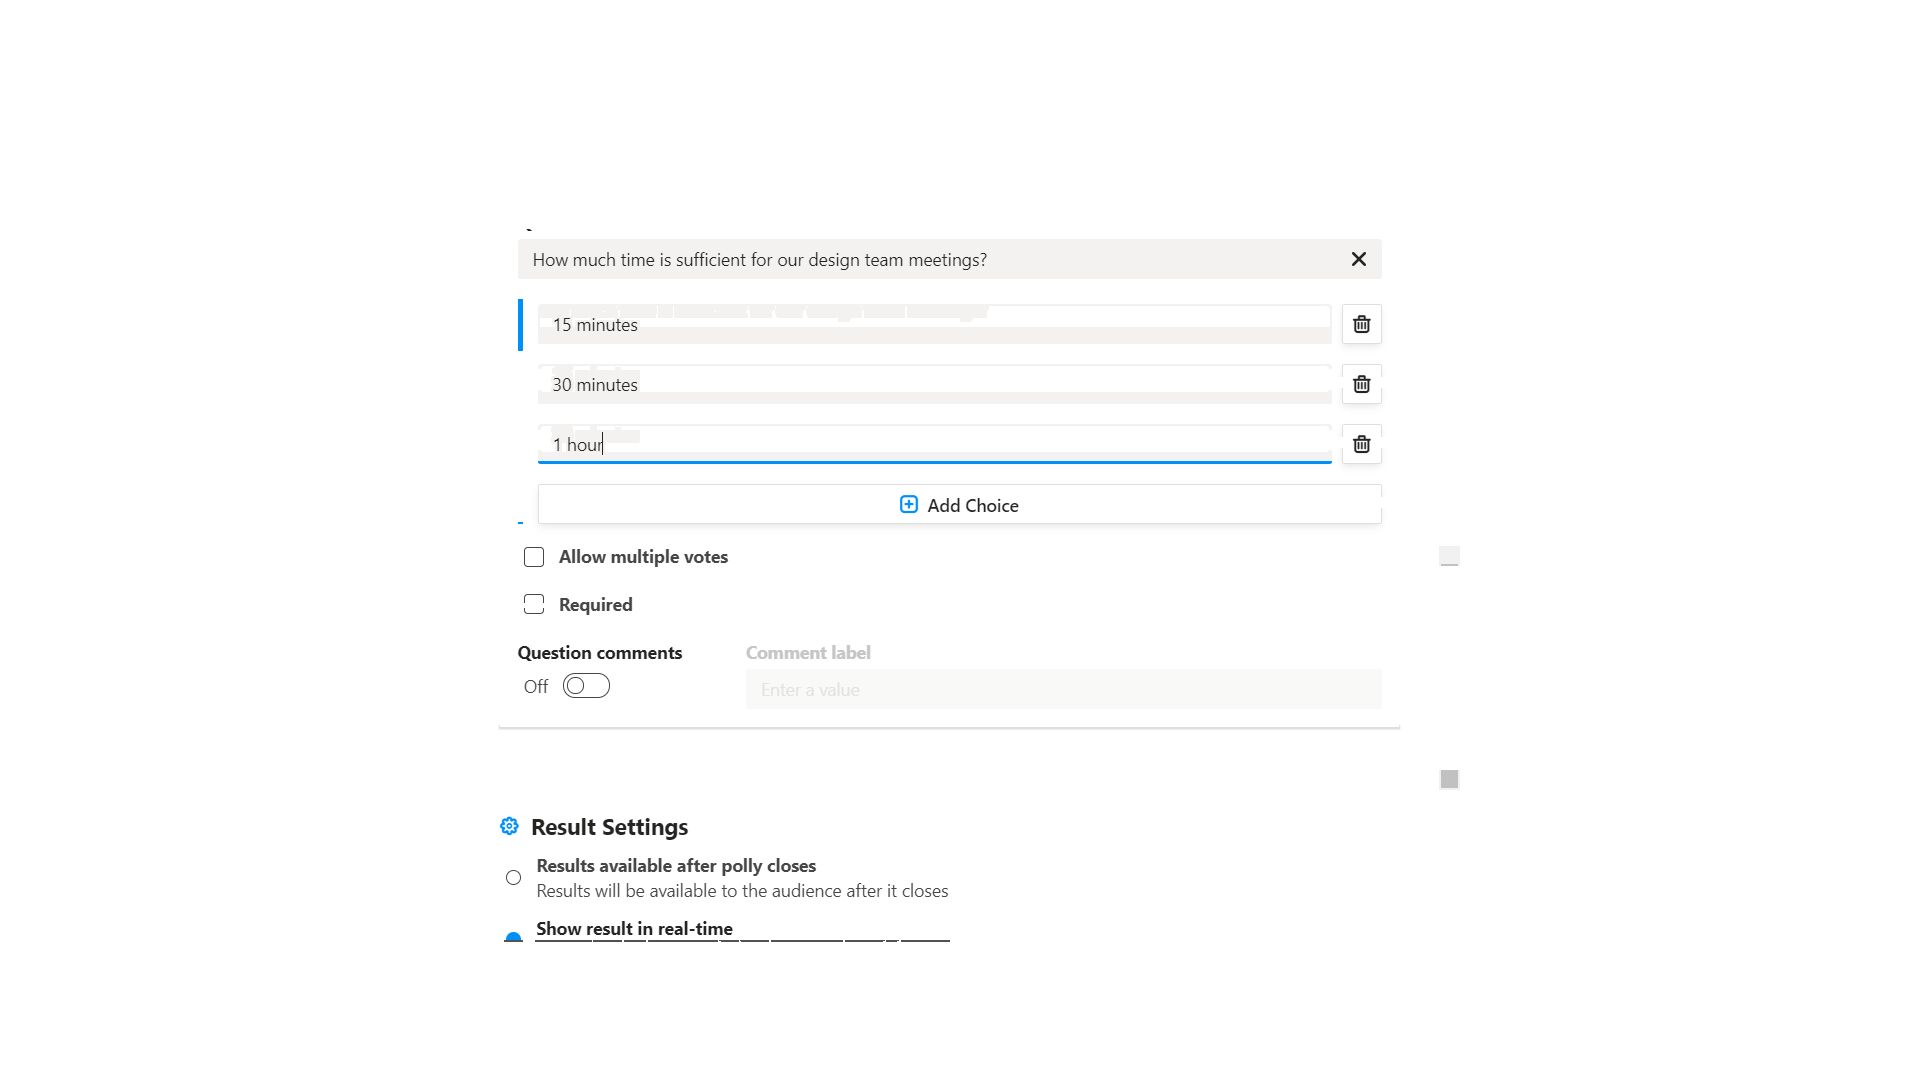 How much time is sufficient for our design team meetings?
15 minutes
30 minutes
1 hour
Add Choice
Allow multiple votes
Required
Question comments
Comment label
Off
Enter a value
Result Settings
Results available after polly closes
Results will be available to the audience after it closes
Show result in real-time